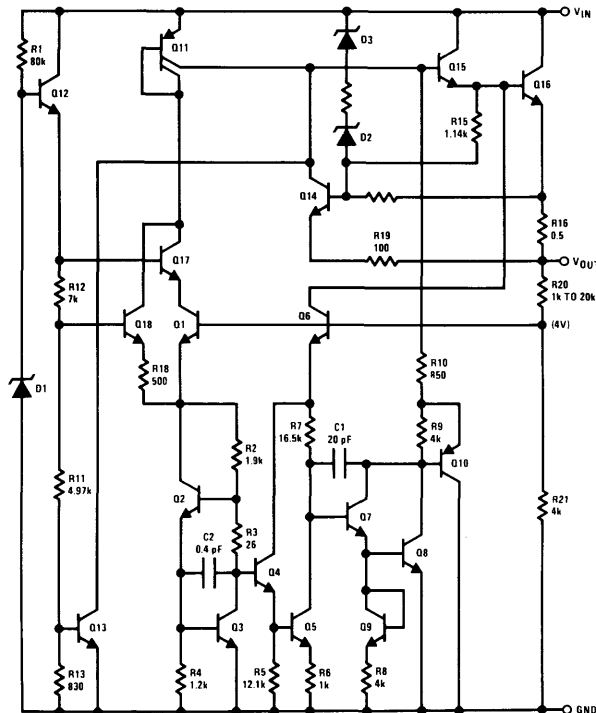 V_IN
R1
80k
Q11
D3
Q12
Q15
Q16
R15
1.14k
D2
Q14
R16
0.5
R19
100
V_OUT
Q17
R12
7k
R20
1k TO 20k
Q18
Q1
Q6
(4V)
R18
500
R10
850
D1
R7
16.5k
C1
20 pF
R9
4k
R2
1.9k
Q10
R11
4.97k
Q2
R21
4k
R3
26
Q7
C2
0.4 pF
Q8
Q4
Q13
Q3
Q5
Q9
R13
830
R4
1.2k
R5
12.1k
R6
1k
R8
4k
GND